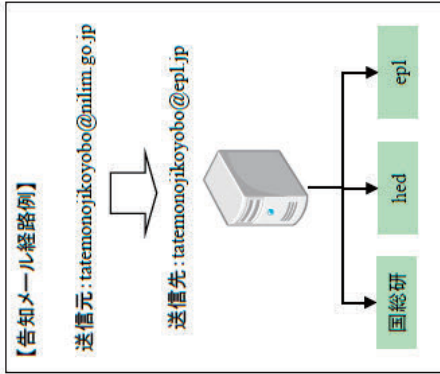 【告知メール経路例】
送信元：tatemonojikoyobo@nilim.go.jp
送信先：tatemonojikoyobo@epl.jp
国総研
hed
epl